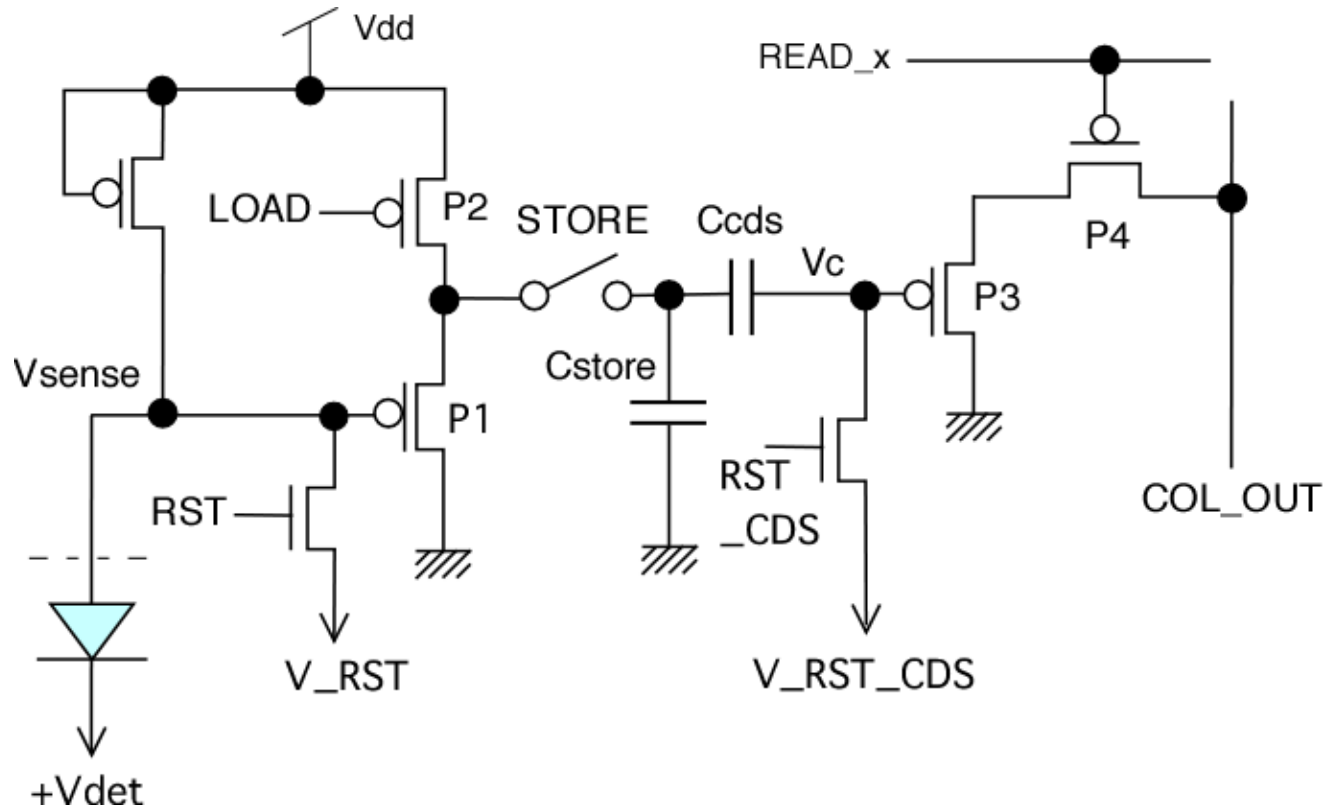 Vdd
READ_x
LOAD
P2
STORE
Ccds
Vc
P4
P3
Vsense
Cstore
P1
RST
RST
_CDS
COL_OUT
V_RST
V_RST_CDS
+Vdet